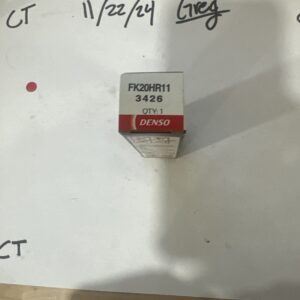 CT 11/22/24 Greg
FK20HR11
3426
QTY: 1
DENSO
CT